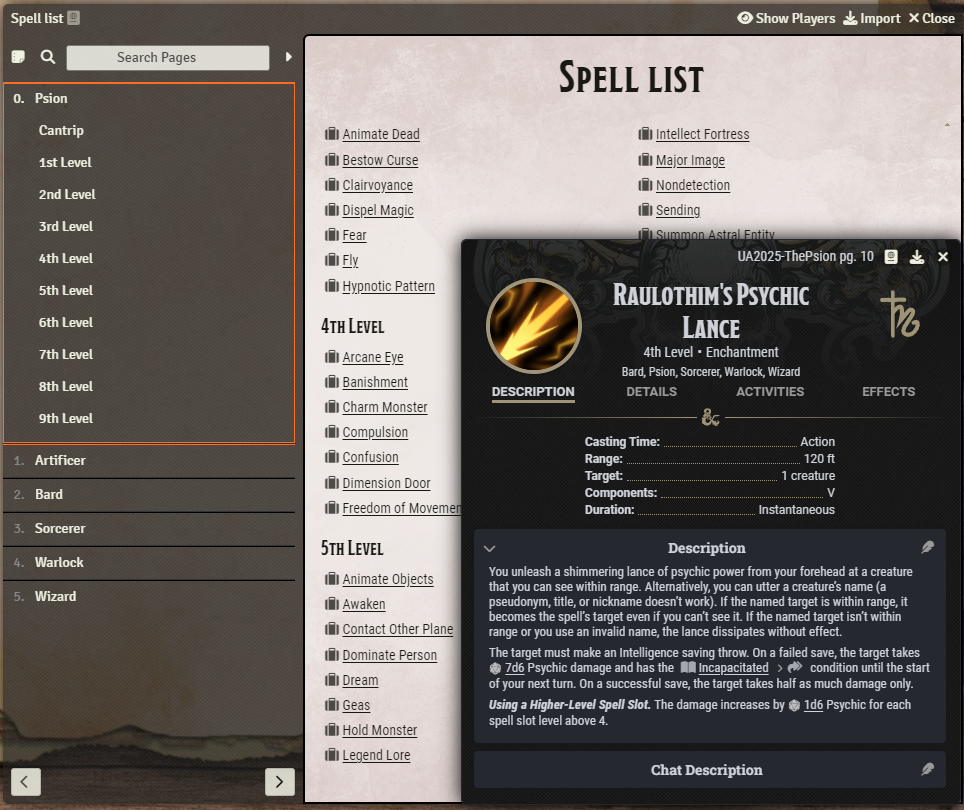 Spell list
Show Players Import Close
Search Pages
0. Psion
Cantrip
1st Level
2nd Level
3rd Level
4th Level
5th Level
6th Level
7th Level
8th Level
9th Level
1. Artificer
2. Bard
3. Sorcerer
4. Warlock
5. Wizard
Spell list
Animate Dead
Bestow Curse
Clairvoyance
Dispel Magic
Fear
Fly
Hypnotic Pattern
Intellect Fortress
Major Image
Nondetection
Sending
Summon Astral Entity
4th Level
Arcane Eye
Banishment
Charm Monster
Compulsion
Confusion
Dimension Door
Freedom of Movemen
5th Level
Animate Objects
Awaken
Contact Other Plane
Dominate Person
Dream
Geas
Hold Monster
Legend Lore
UA2025-ThePsion pg. 10
Raulothim's Psychic
Lance
4th Level • Enchantment
Bard, Psion, Sorcerer, Warlock, Wizard
DESCRIPTION DETAILS ACTIVITIES EFFECTS
Casting Time: Action
Range: 120 ft
Target: 1 creature
Components: V
Duration: Instantaneous
Description
You unleash a shimmering lance of psychic power from your forehead at a creature
that you can see within range. Alternatively, you can utter a creature's name (a
pseudonym, title, or nickname doesn't work). If the named target is within range, it
becomes the spell's target even if you can't see it. If the named target isn't within
range or you use an invalid name, the lance dissipates without effect.
The target must make an Intelligence saving throw. On a failed save, the target takes
7d6 Psychic damage and has the Incapacitated condition until the start
of your next turn. On a successful save, the target takes half as much damage only.
Using a Higher-Level Spell Slot. The damage increases by 1d6 Psychic for each
spell slot level above 4.
Chat Description